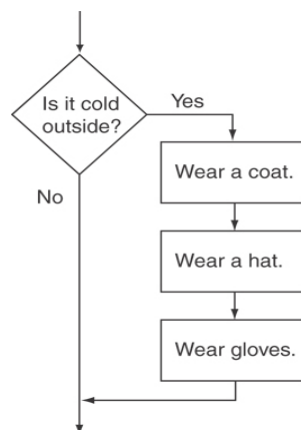 Is it cold
outside?
Yes
Wear a coat.
No
Wear a hat.
Wear gloves.